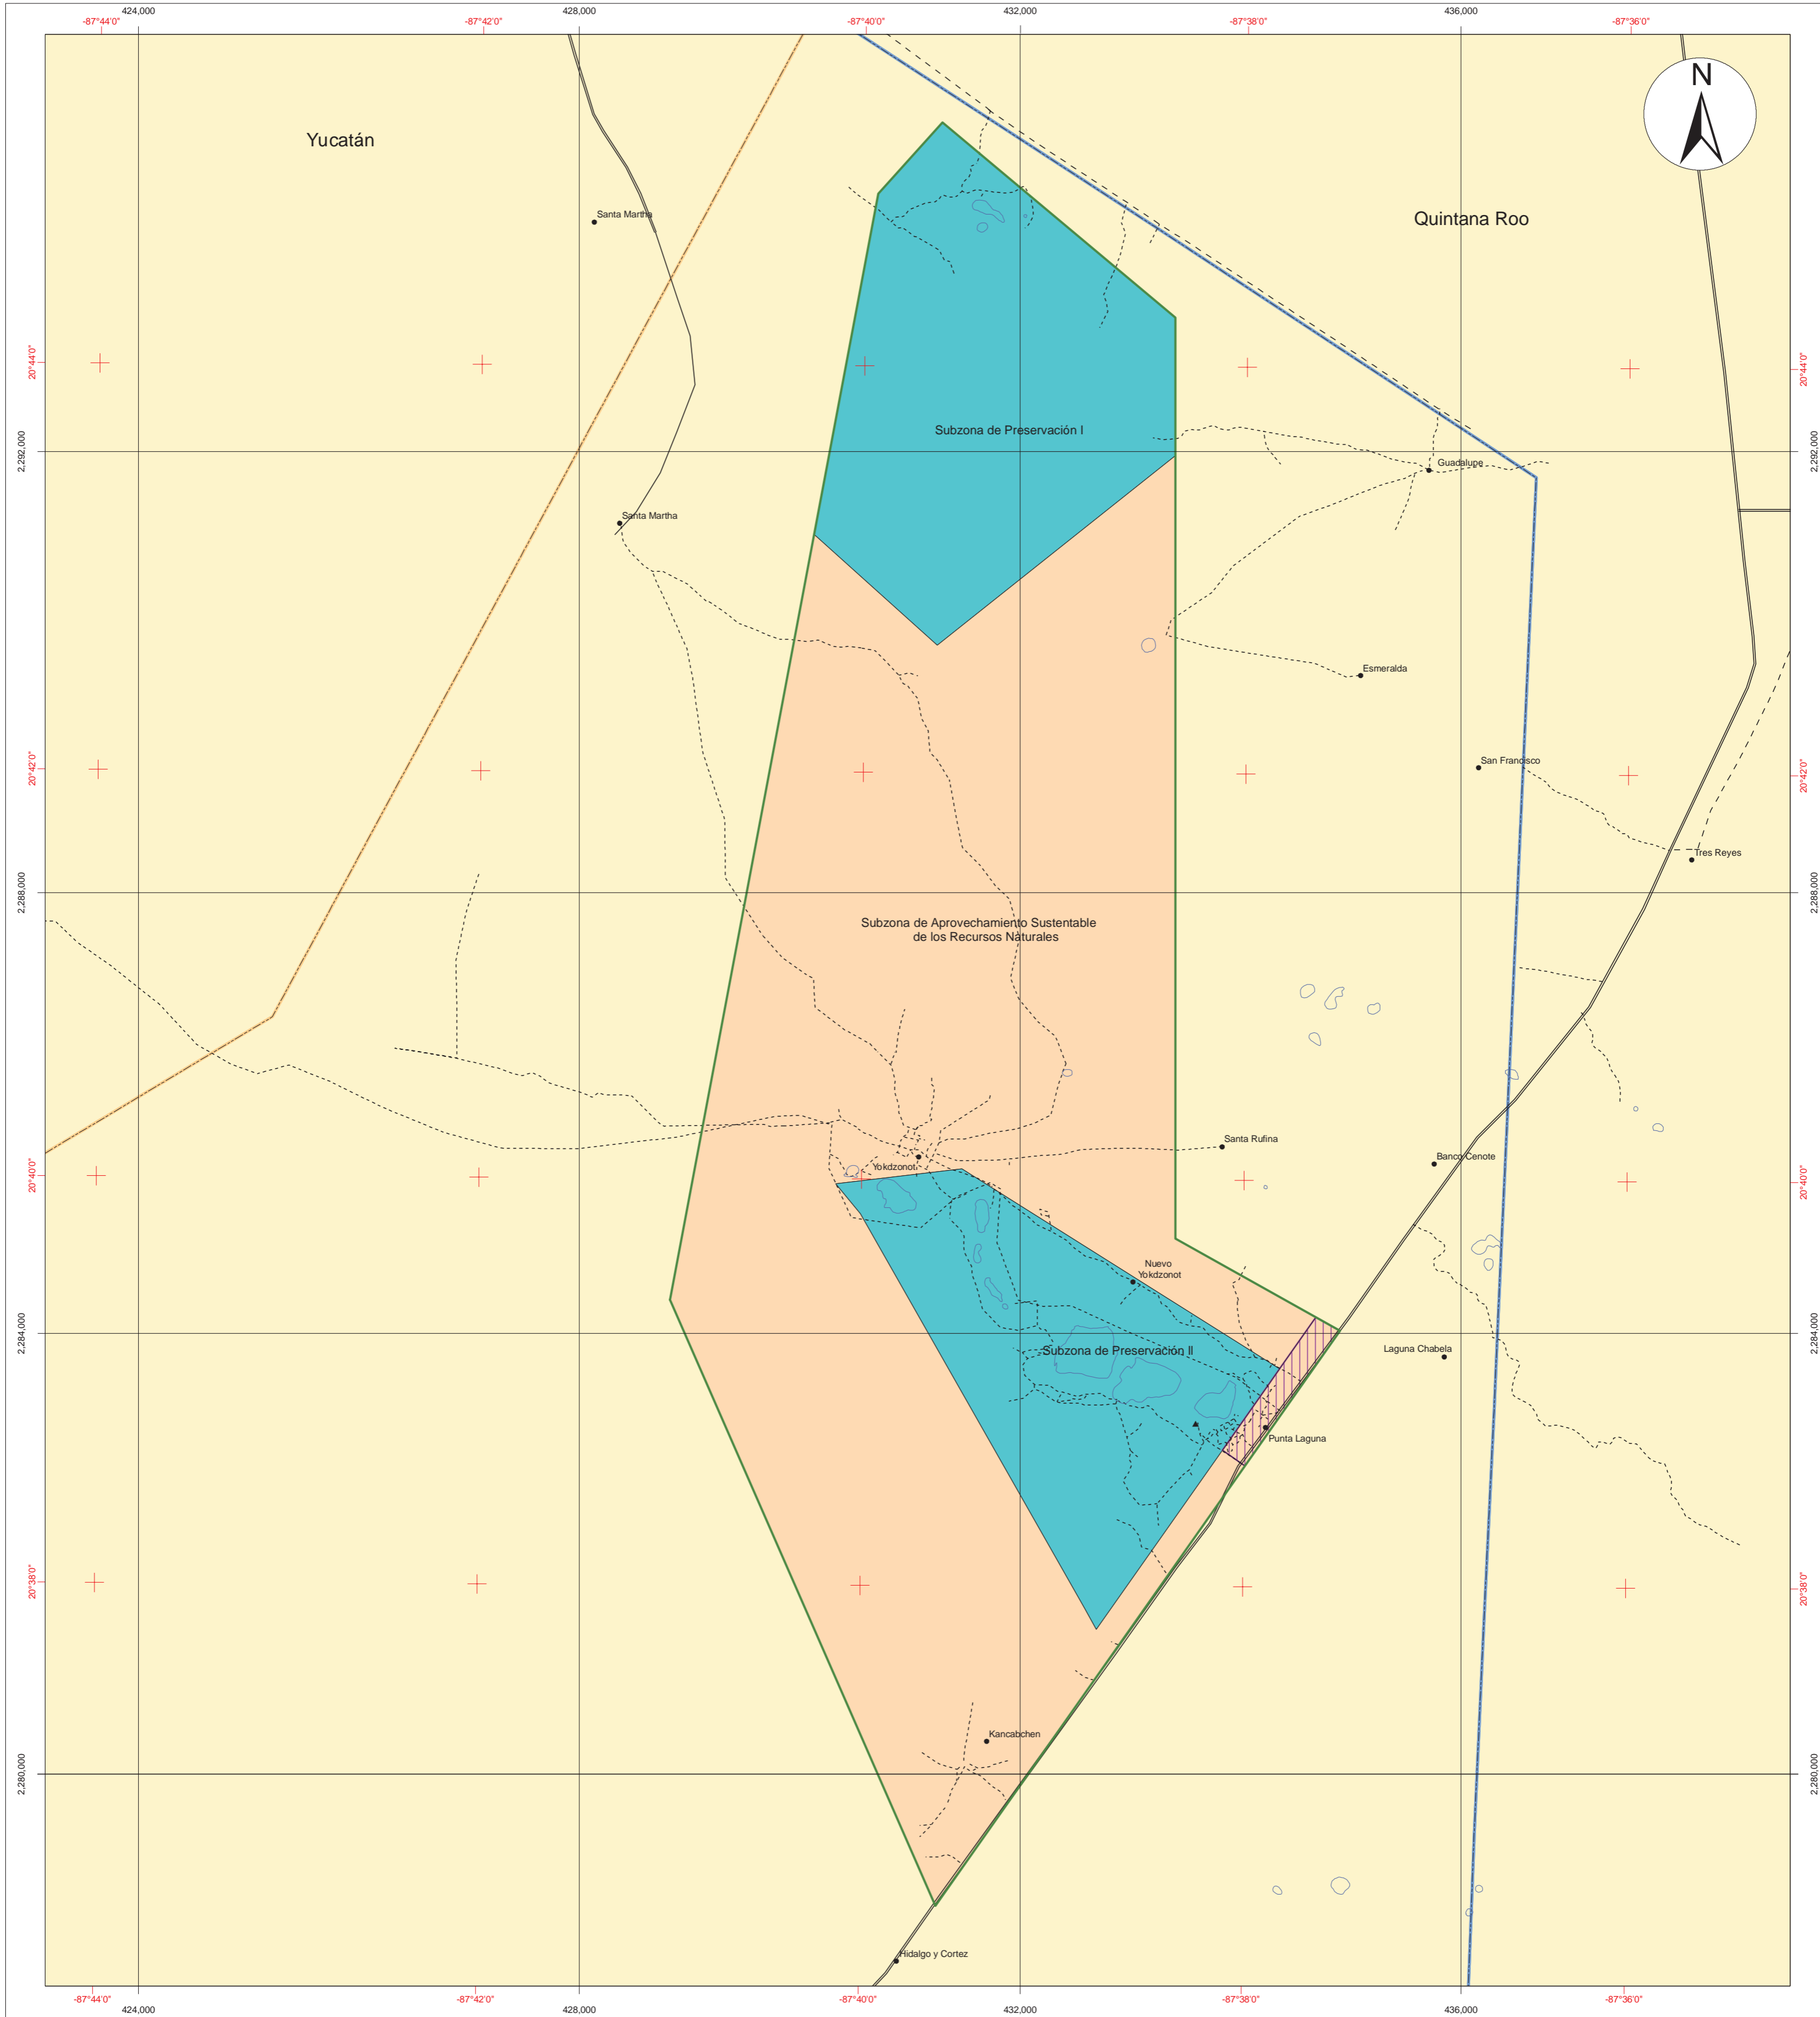 424,000
428,000
432,000
436,000
-87°44'0"
-87°42'0"
-87°40'0"
-87°38'0"
-87°36'0"
N
Yucatán
Santa Martha
Quintana Roo
20°44'0"
20°44'0"
Subzona de Preservación I
2,292,000
2,292,000
Guadalupe
Santa Martha
Esmeralda
San Francisco
20°42'0"
20°42'0"
Tres Reyes
2,288,000
2,288,000
Subzona de Aprovechamiento Sustentable
de los Recursos Naturales
Santa Rufina
Banco Cenote
Yokdzonot
20°40'0"
20°40'0"
Nuevo
Yokdzonot
2,284,000
2,284,000
Laguna Chabela
Subzona de Preservación II
Punta Laguna
20°38'0"
20°38'0"
Kancabchen
2,280,000
2,280,000
Hidalgo y Cortez
-87°44'0"
-87°42'0"
-87°40'0"
-87°38'0"
-87°36'0"
424,000
428,000
432,000
436,000